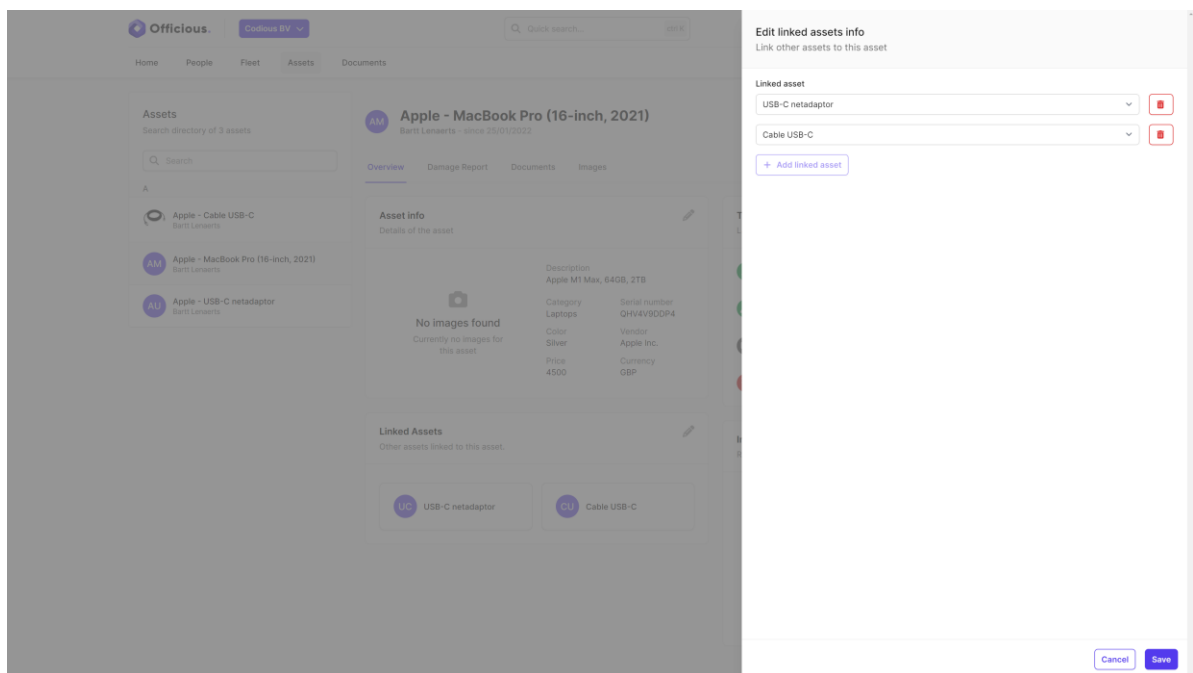 Officious.
Codious BV
Quick search...
Home People Fleet Assets Documents
Assets
Search directory of 3 assets
Search
A
Apple - Cable USB-C
Bartt Lenaerts
AM
Apple - MacBook Pro (16-inch, 2021)
Bartt Lenaerts
AU
Apple - USB-C netadaptor
Bartt Lenaerts
AM
Apple - MacBook Pro (16-inch, 2021)
Bartt Lenaerts - since 25/01/2022
Overview Damage Report Documents Images
Asset info
Details of the asset
No images found
Currently no images for
this asset
Description
Apple M1 Max, 64GB, 2TB
Category Serial number
Laptops QHV4V9DDP4
Color Vendor
Silver Apple Inc.
Price Currency
4500 GBP
Linked Assets
Other assets linked to this asset.
UC USB-C netadaptor
CU Cable USB-C
Edit linked assets info
Link other assets to this asset
Linked asset
USB-C netadaptor
Cable USB-C
+ Add linked asset
Cancel Save